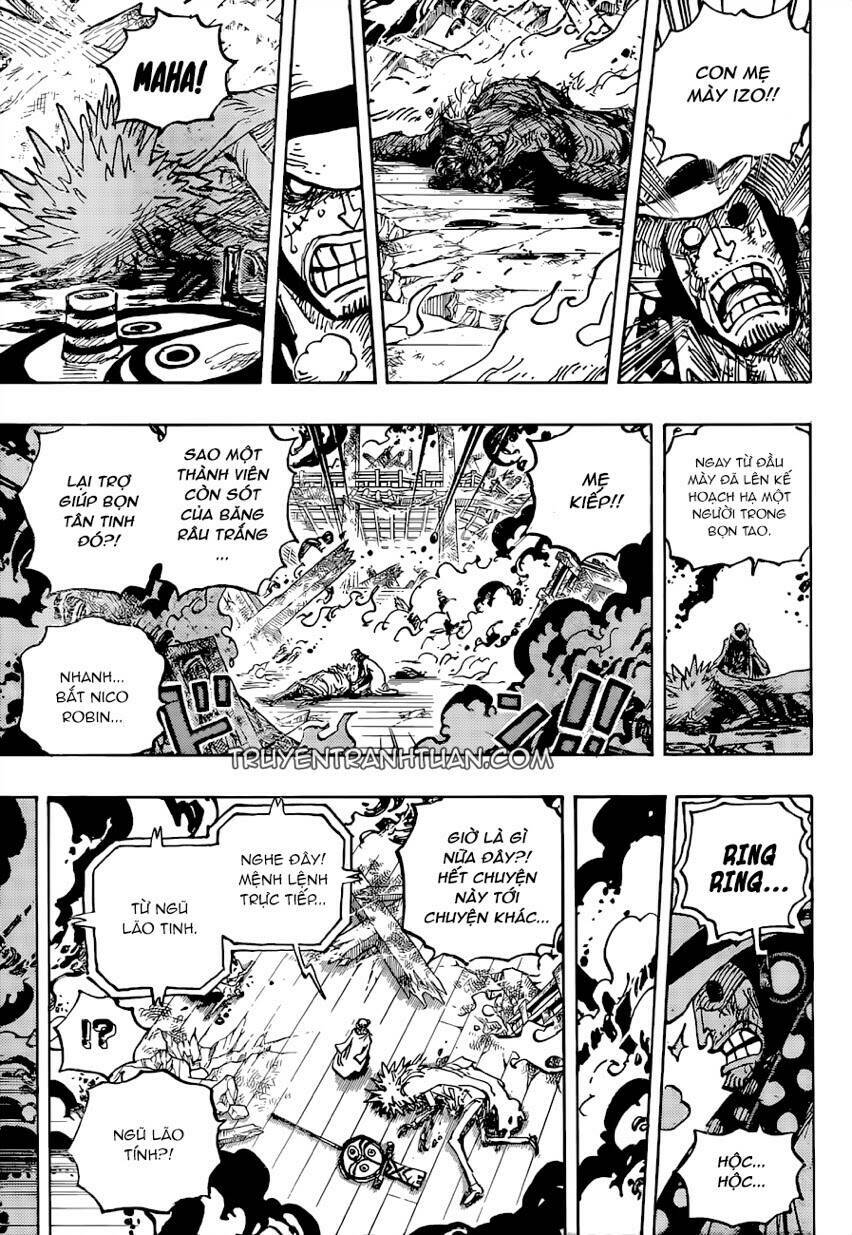 CON MẸ
MÀY IZO!!
MAHA!
NGAY TỪ ĐẦU
MÀY ĐÃ LÊN KẾ
HOẠCH HẠ MỘT
NGƯỜI TRONG
BỌN TAO.
MẸ
KIẾP!!
SAO MỘT
THÀNH VIÊN
CÒN SÓT
CỦA BĂNG
RÂU TRẮNG
...
LẠI TRỢ
GIÚP BỌN
TÂN TINH
ĐÓ?!
NHANH...
BẮT NICO
ROBIN...
ドド
!!
TRUYENTRANHTUAN.COM
RING
RING...
HỘC...
HỘC...
GIỜ LÀ GÌ
NỮA ĐÂY?!
HẾT CHUYỆN
NÀY TỚI
CHUYỆN KHÁC...
NGHE ĐÂY!
MỆNH LỆNH
TRỰC TIẾP...
TỪ NGŨ
LÃO TINH.
!?
NGŨ LÃO
TÍNH?!